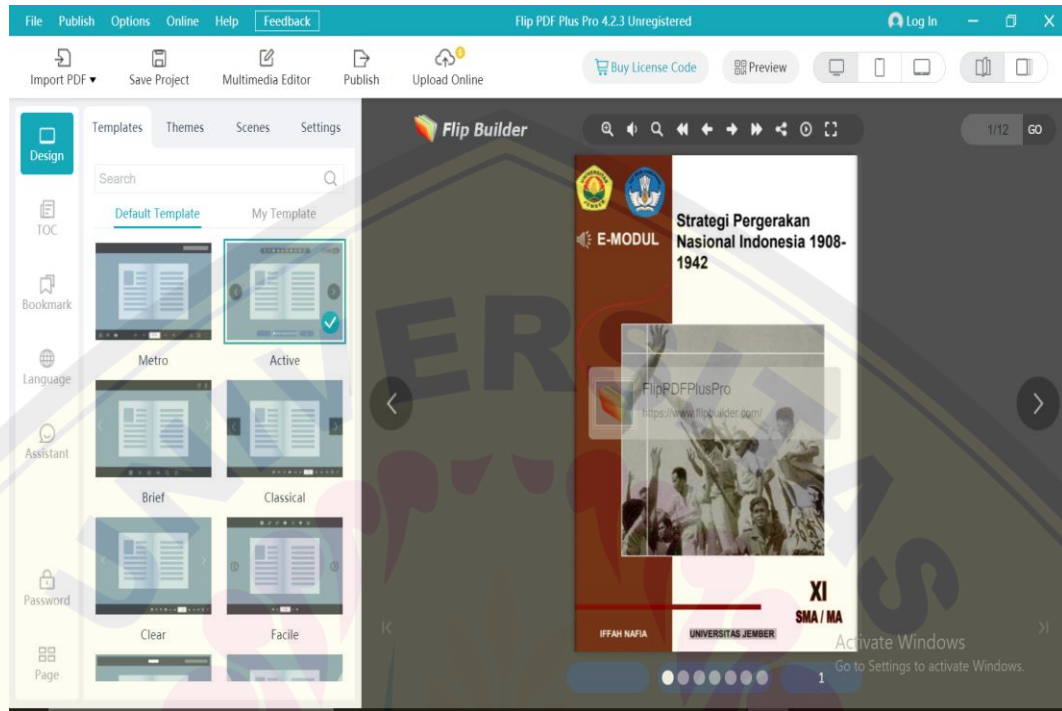 File Publish Options Online Help Feedback Flip PDF Plus Pro 4.2.3 Unregistered Log In
Import PDF Save Project Multimedia Editor Publish Upload Online Buy License Code Preview
Design
TOC
Bookmark
Language
Assistant
Password
Page
Templates Themes Scenes Settings
Search
Default Template My Template
Metro Active
Brief Classical
Clear Facile
Flip Builder
1/12 GO
E-MODUL
Strategi Pergerakan
Nasional Indonesia 1908-
1942
FlipPDFPlusPro
https://www.flipbuilder.com/
XI
SMA / MA
IFFAH NAFIA UNIVERSITAS JEMBER
1
Activate Windows
Go to Settings to activate Windows.
UNIVERSITAS